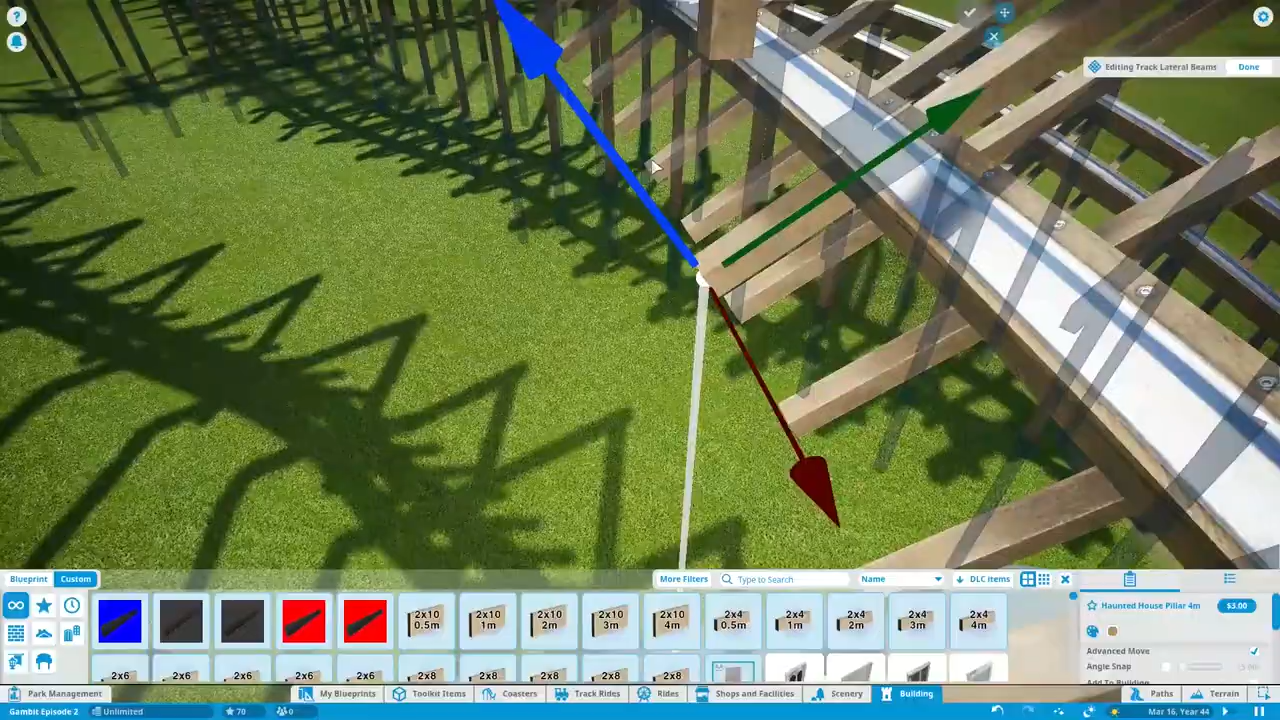 ?
Editing Track Lateral Beams Done
Blueprint Custom More Filters Type to Search Name DLC items
Haunted House Pillar 4m $3.00
2x10 0.5m 2x10 1m 2x10 2m 2x10 3m 2x10 4m 2x4 0.5m 2x4 1m 2x4 2m 2x4 3m 2x4 4m
Advanced Move
Angle Snap
2x6 2x6 2x6 2x6 2x6 2x8 2x8 2x8 2x8 2x8
Park Management My Blueprints Toolkit Items Coasters Track Rides Rides Shops and Facilities Scenery Building Paths Terrain
Gambit Episode 2 Unlimited 70 0 Mar 16, Year 44